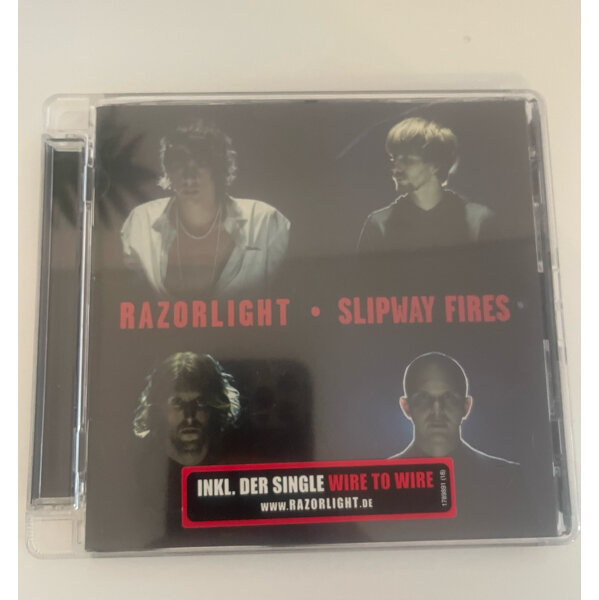 RAZORLIGHT • SLIPWAY FIRES
INKL. DER SINGLE WIRE TO WIRE
WWW.RAZORLIGHT.DE